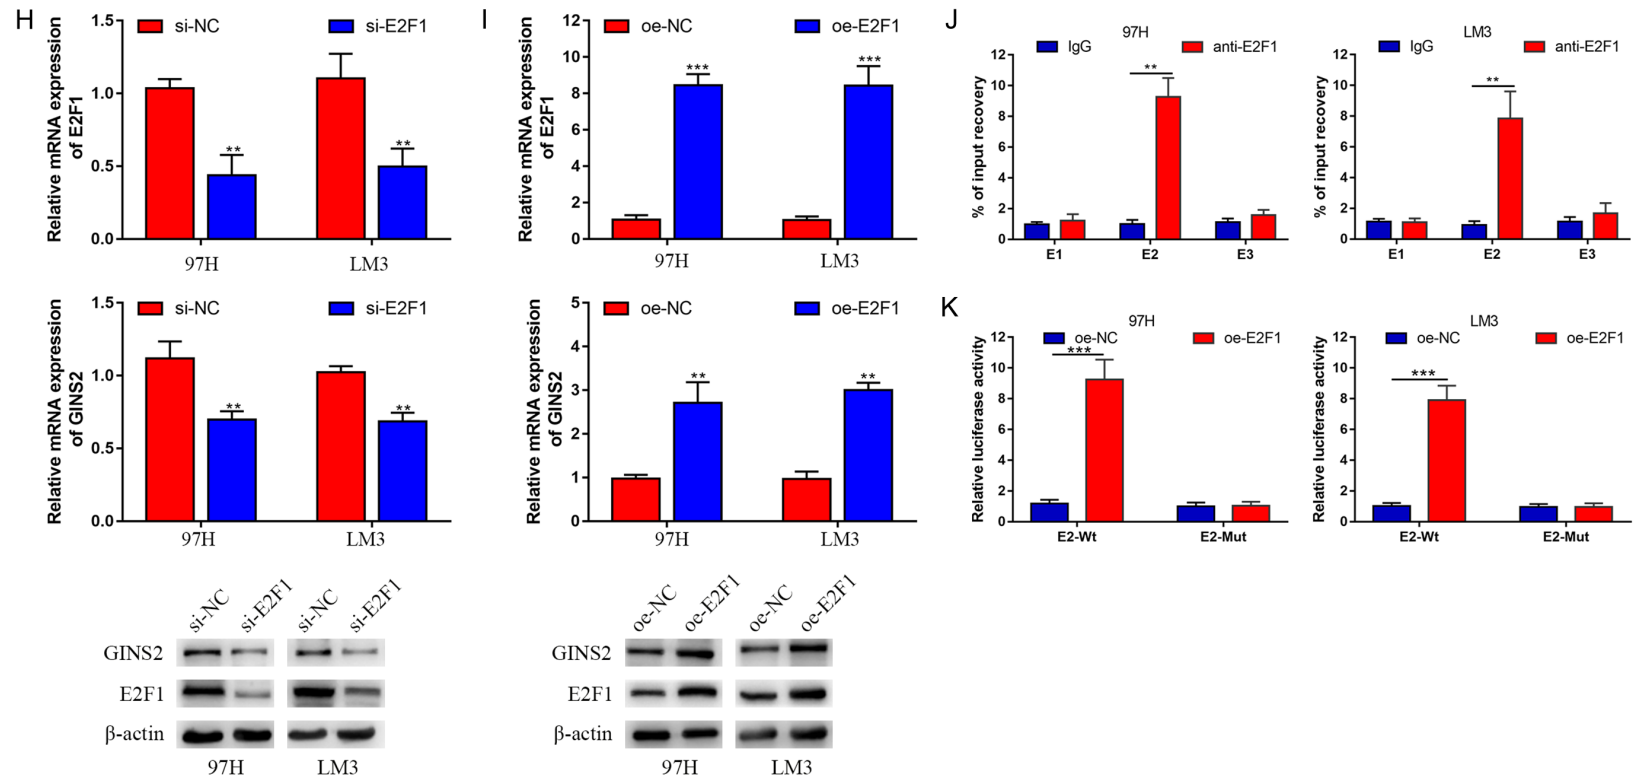 H
si-NC si-E2F1
Relative mRNA expression
of E2F1
1.5
1.0
0.5
0.0
** **
97H LM3
si-NC si-E2F1
Relative mRNA expression
of GINS2
1.5
1.0
0.5
0.0
** **
97H LM3
si-NC si-E2F1 si-NC si-E2F1
GINS2
E2F1
β-actin
97H LM3
I
oe-NC oe-E2F1
Relative mRNA expression
of E2F1
12
10
8
6
4
2
0
*** ***
97H LM3
oe-NC oe-E2F1
Relative mRNA expression
of GINS2
5
4
3
2
1
0
** **
97H LM3
oe-NC oe-E2F1 oe-NC oe-E2F1
GINS2
E2F1
β-actin
97H LM3
J
97H
IgG anti-E2F1
% of input recovery
12
10
8
6
4
2
0
**
E1 E2 E3
LM3
IgG anti-E2F1
% of input recovery
12
10
8
6
4
2
0
**
E1 E2 E3
K
97H
oe-NC oe-E2F1
Relative luciferase activity
12
10
8
6
4
2
0
***
E2-Wt E2-Mut
LM3
oe-NC oe-E2F1
Relative luciferase activity
12
10
8
6
4
2
0
***
E2-Wt E2-Mut